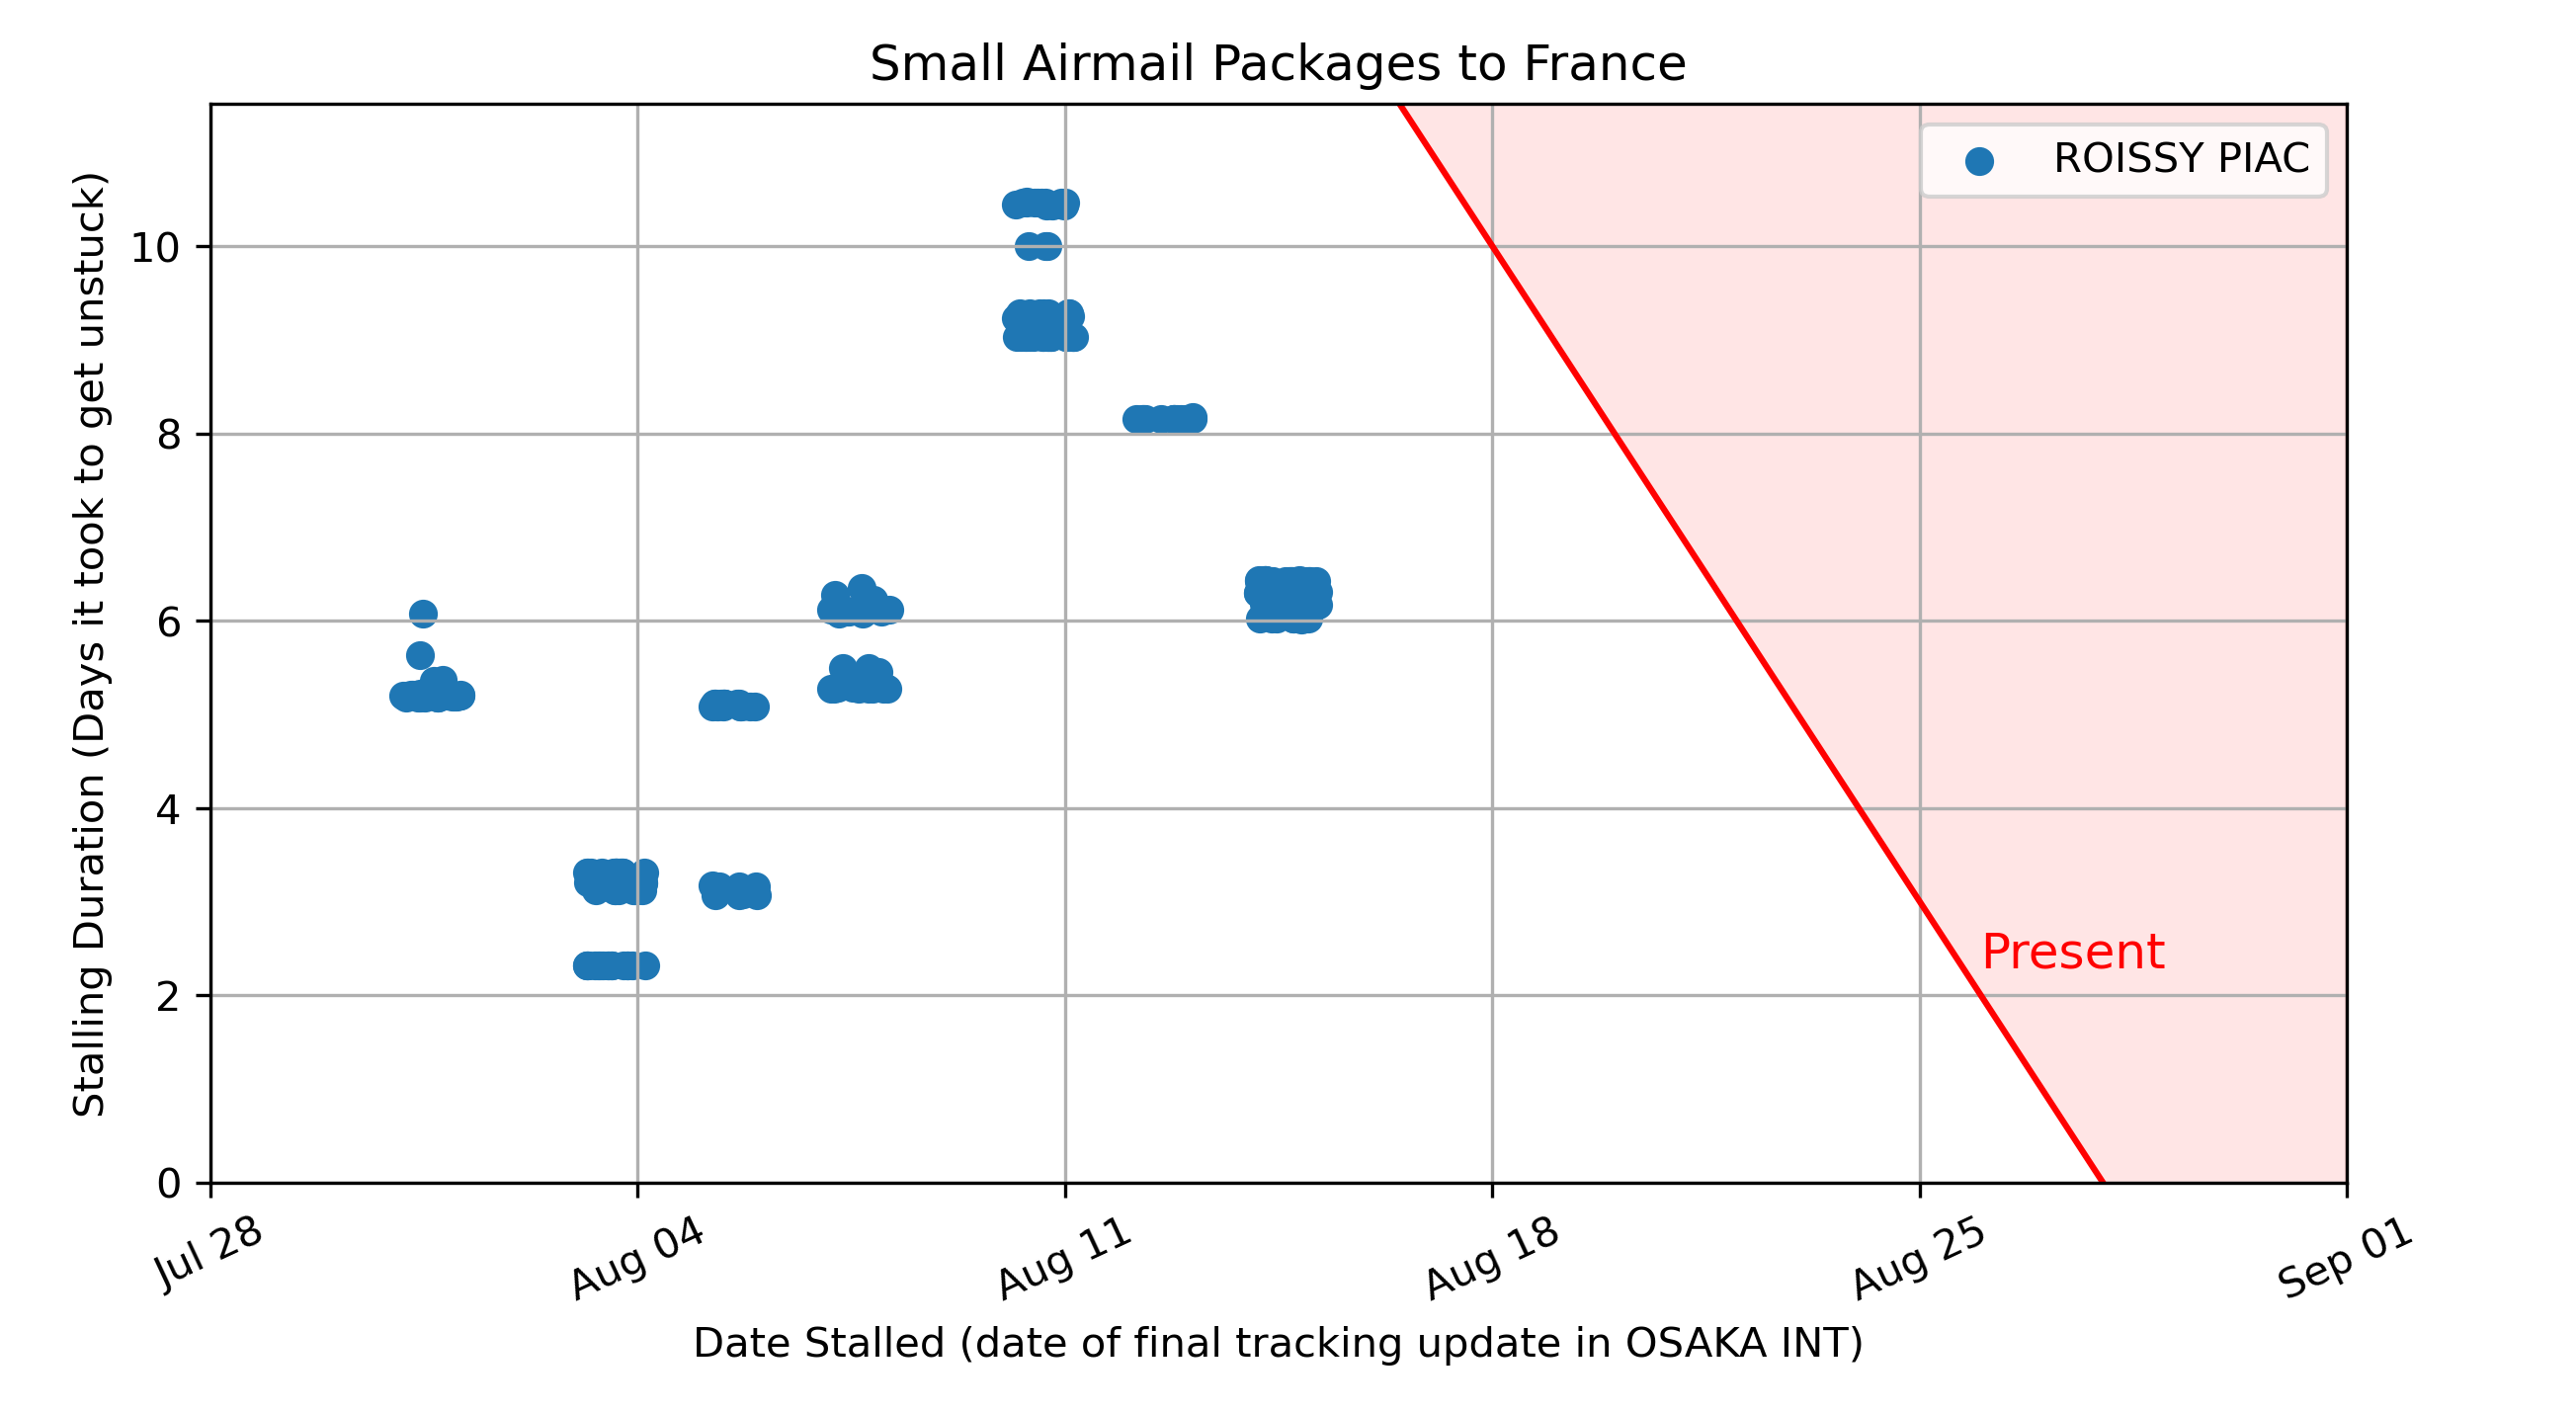 Small Airmail Packages to France
ROISSY PIAC
Stalling Duration (Days it took to get unstuck)
10
8
6
4
2
0
Present
Jul 28
Aug 04
Aug 11
Aug 18
Aug 25
Sep 01
Date Stalled (date of final tracking update in OSAKA INT)